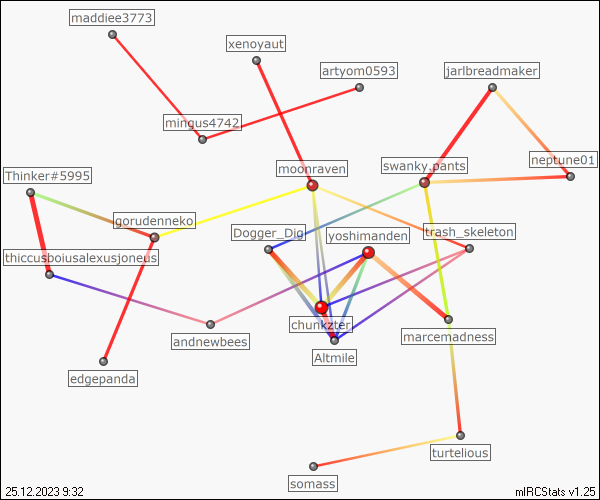 maddiee3773
xenoyaut
artyom0593
jarlbreadmaker
mingus4742
neptune01
moonraven
swanky.pants
Thinker#5995
gorudenneko
Dogger_Dig
yoshimanden
trash_skeleton
thiccusboiusalexusjoneus
chunkzter
andnewbees
marcemadness
Altmile
edgepanda
turtelious
somass
25.12.2023 9:32
mIRCStats v1.25